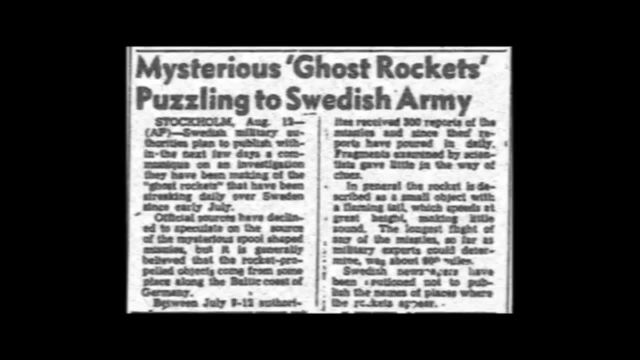 Mysterious 'Ghost Rockets'
Puzzling to Swedish Army
STOCKHOLM, Aug. 12—
(AP)—Swedish military au-
thorities plan to publish with-
in the next few days a com-
munique on an investigation
they have been making of the
"ghost rockets" that have been
streaking daily over Sweden
since early July.
Official sources have declin-
ed to speculate on the source
of the mysterious spool shaped
missiles, but it is generally
believed that the rocket-pro-
pelled objects come from some
place along the Baltic coast of
Germany.
Between July 9-12 authori-
ties received 300 reports of the
missiles and since then re-
ports have poured in daily.
Fragments examined by scien-
tists gave little in the way of
clues.
In general the rocket is de-
scribed as a small object with
a flaming tail, which speeds at
great height, making little
sound. The longest flight of
any of the missiles, so far as
military experts could deter-
mine, was about miles.
Swedish newspapers have
been cautioned not to pub-
lish the names of places where
the rockets appear.